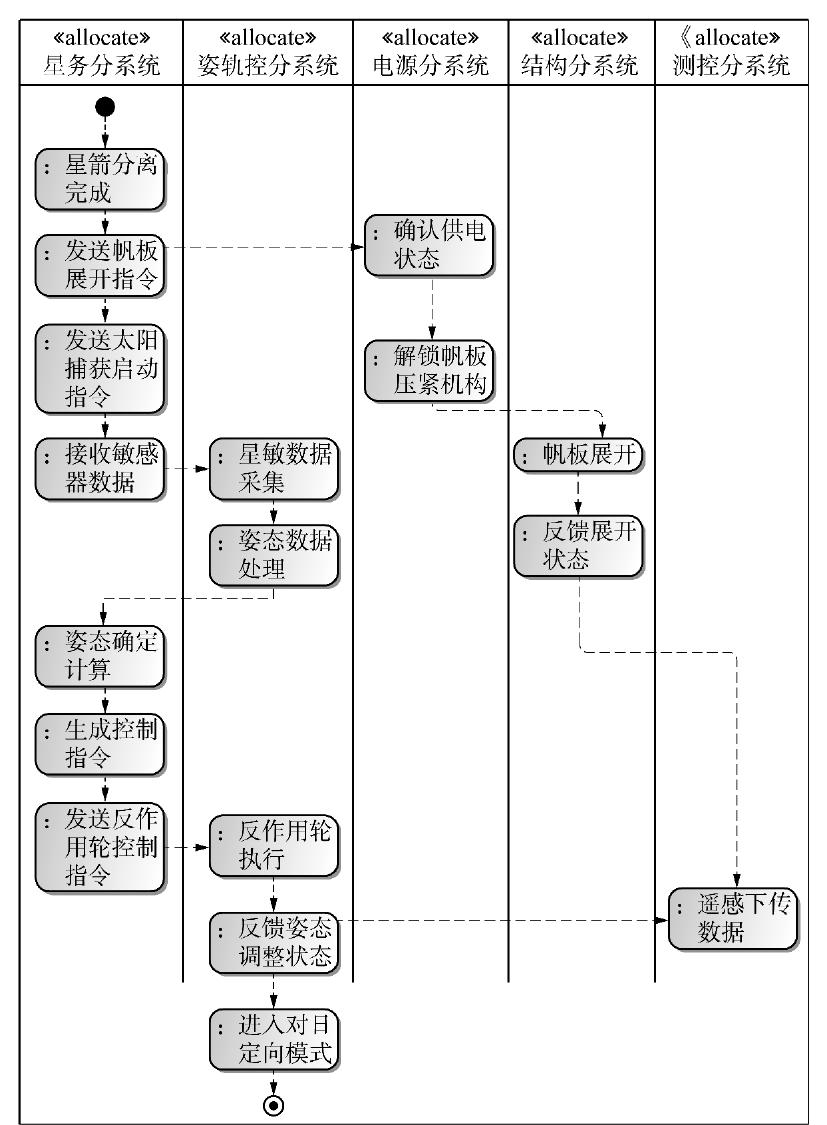 «allocate»
星务分系统
«allocate»
姿轨控分系统
«allocate»
电源分系统
«allocate»
结构分系统
《allocate»
测控分系统
：星箭分离
完成
：发送帆板
展开指令
：确认供电
状态
：发送太阳
捕获启动
指令
：解锁帆板
压紧机构
：接收敏感
器数据
：星敏数据
采集
：帆板展开
：姿态数据
处理
：反馈展开
状态
：姿态确定
计算
：生成控制
指令
：发送反作
用轮控制
指令
：反作用轮
执行
：反馈姿态
调整状态
：遥感下传
数据
：进入对日
定向模式